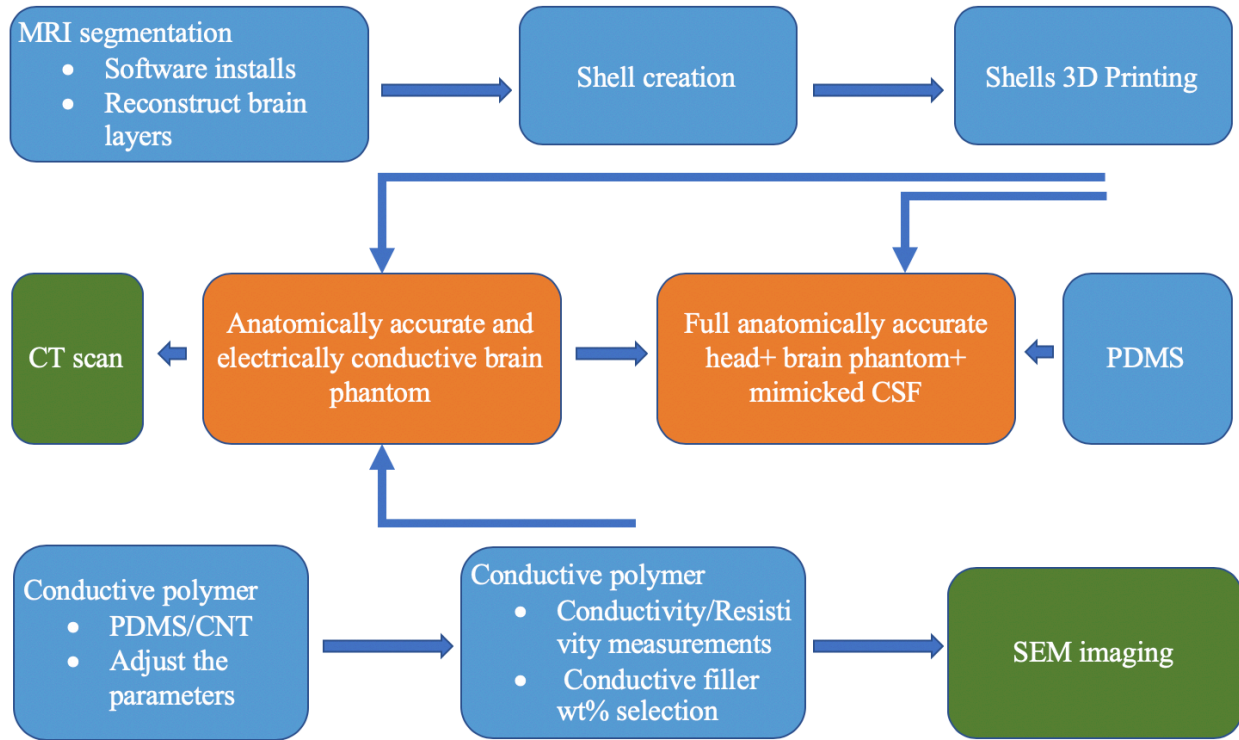 MRI segmentation
● Software installs
● Reconstruct brain
layers
Shell creation
Shells 3D Printing
CT scan
Anatomically accurate and
electrically conductive brain
phantom
Full anatomically accurate
head+ brain phantom+
mimicked CSF
PDMS
Conductive polymer
● PDMS/CNT
● Adjust the
parameters
Conductive polymer
● Conductivity/Resisti
vity measurements
● Conductive filler
wt% selection
SEM imaging